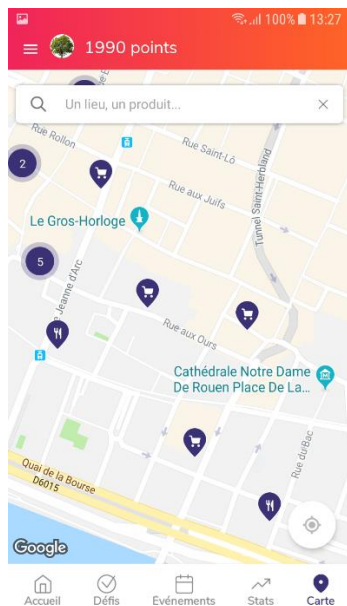 100% 13:27
1990 points
Un lieu, un produit...
Rue Rollon
Rue Saint-Lô
2
Rue aux Juifs
Tunnel Saint-Herbland
Le Gros-Horloge
5
Jeanne d'Arc
Rue aux Ours
Cathédrale Notre Dame
De Rouen Place De La...
Rue du Bac
Quai de la Bourse
D6015
Google
Accueil Défis Evénements Stats Carte